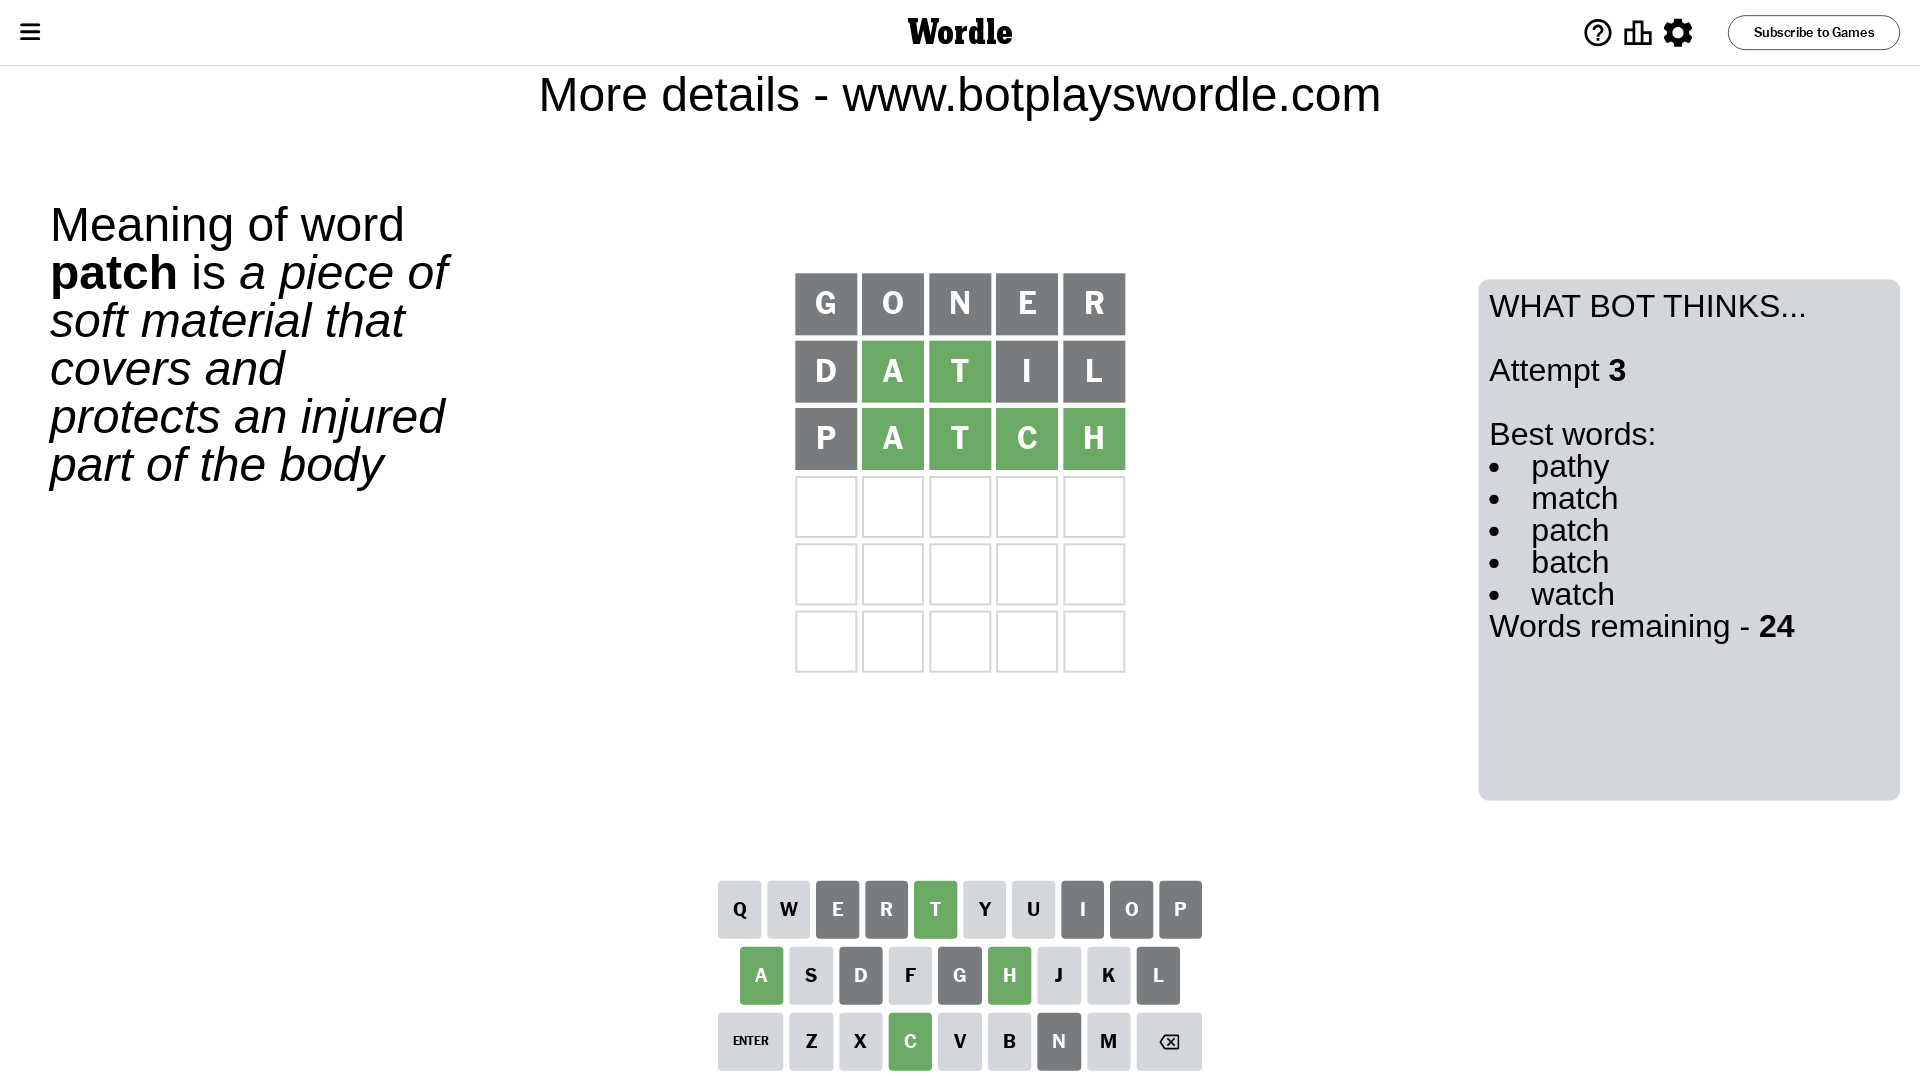 Wordle
Subscribe to Games
More details - www.botplayswordle.com
Meaning of word
patch is a piece of
soft material that
covers and
protects an injured
part of the body
G O N E R
D A T I L
P A T C H
WHAT BOT THINKS...
Attempt 3
Best words:
• pathy
• match
• patch
• batch
• watch
Words remaining - 24
Q W E R T Y U I O P
A S D F G H J K L
ENTER Z X C V B N M